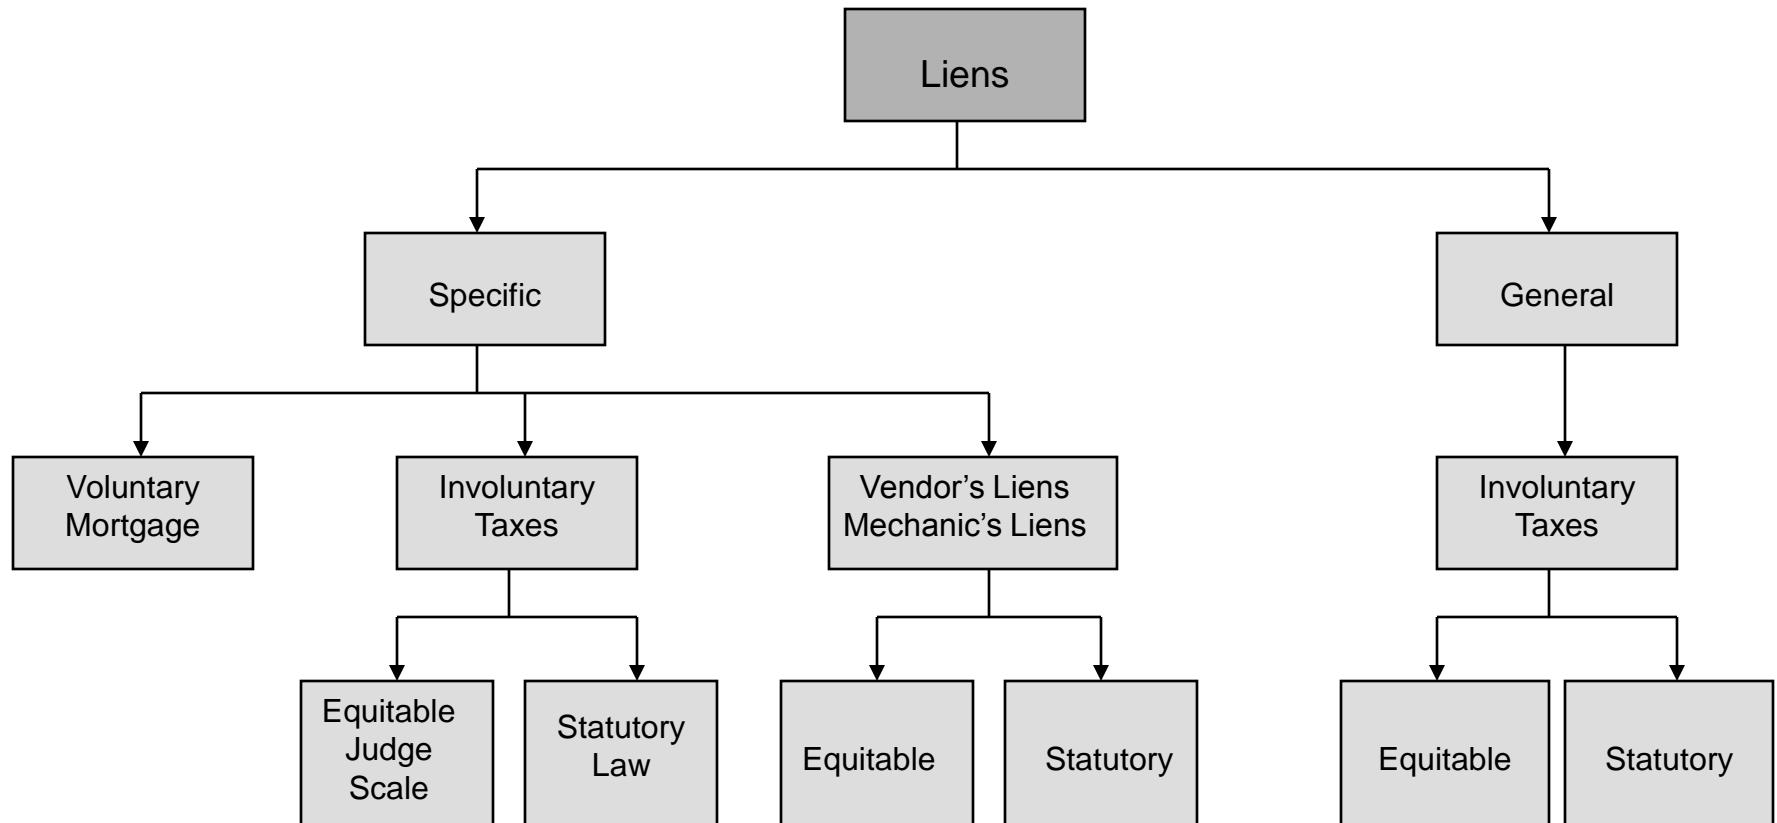 Liens
Specific
General
Voluntary
Mortgage
Involuntary
Taxes
Vendor’s Liens
Mechanic’s Liens
Involuntary
Taxes
Equitable
Judge
Scale
Statutory
Law
Equitable
Statutory
Equitable
Statutory